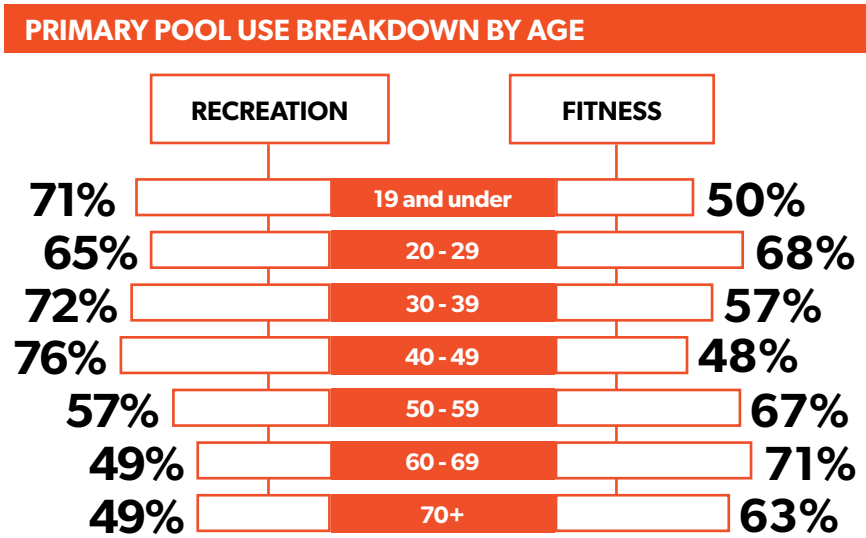 PRIMARY POOL USE BREAKDOWN BY AGE
RECREATION FITNESS
71% 19 and under 50%
65% 20 - 29 68%
72% 30 - 39 57%
76% 40 - 49 48%
57% 50 - 59 67%
49% 60 - 69 71%
49% 70+ 63%